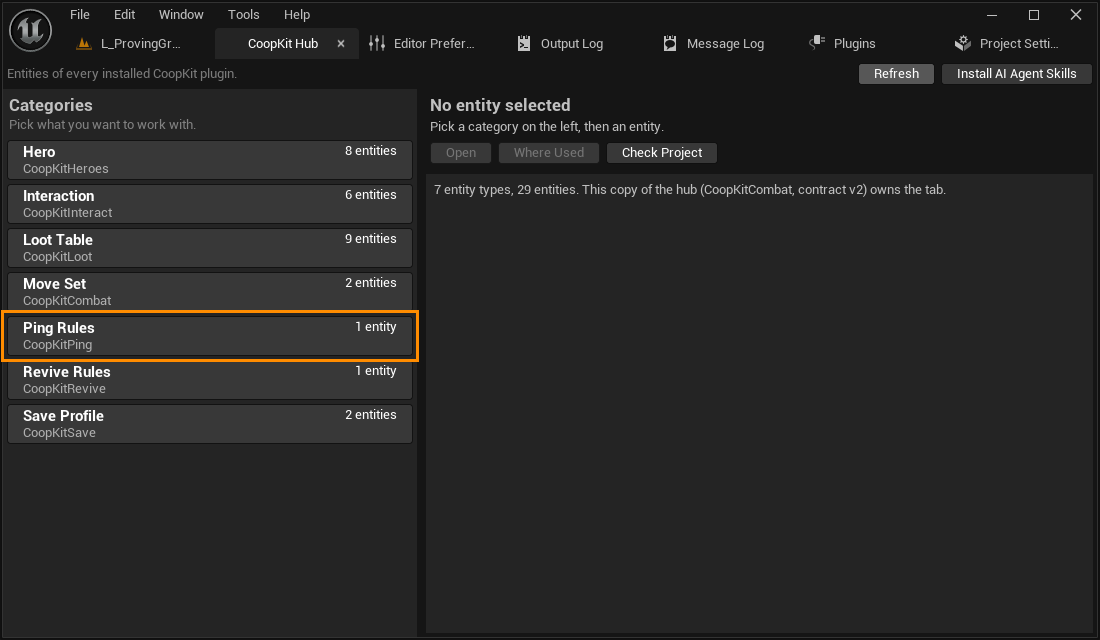 File Edit Window Tools Help
L_ProvingGr... CoopKit Hub Editor Prefer... Output Log Message Log Plugins Project Setti...
Entities of every installed CoopKit plugin. Refresh Install AI Agent Skills
Categories
Pick what you want to work with.
Hero 8 entities
CoopKitHeroes
Interaction 6 entities
CoopKitInteract
Loot Table 9 entities
CoopKitLoot
Move Set 2 entities
CoopKitCombat
Ping Rules 1 entity
CoopKitPing
Revive Rules 1 entity
CoopKitRevive
Save Profile 2 entities
CoopKitSave
No entity selected
Pick a category on the left, then an entity.
Open Where Used Check Project
7 entity types, 29 entities. This copy of the hub (CoopKitCombat, contract v2) owns the tab.